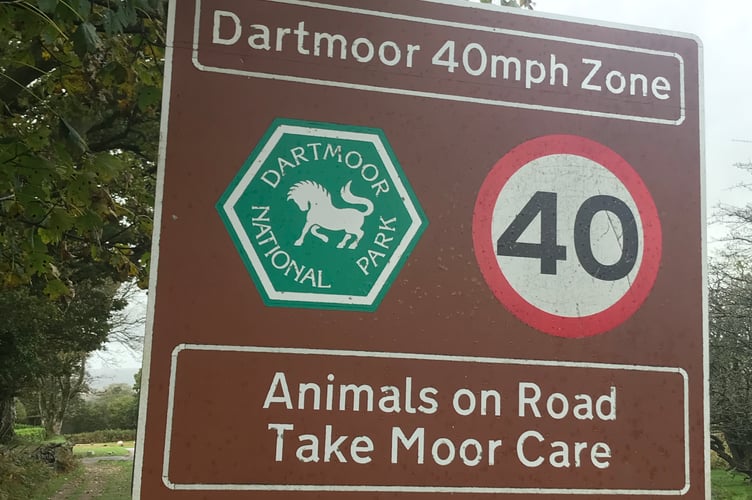 Dartmoor 40mph Zone
DARTMOOR
NATIONAL PARK
40
Animals on Road
Take Moor Care